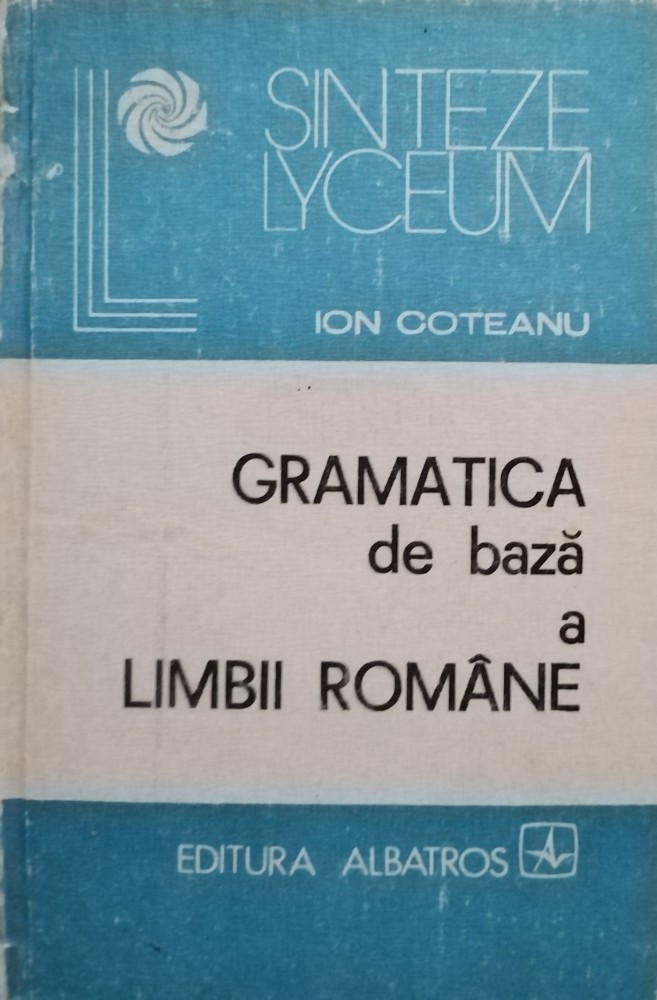 SINTEZE
LYCEUM
ION COTEANU
GRAMATICA
de bază
a
LIMBII ROMÂNE
EDITURA ALBATROS